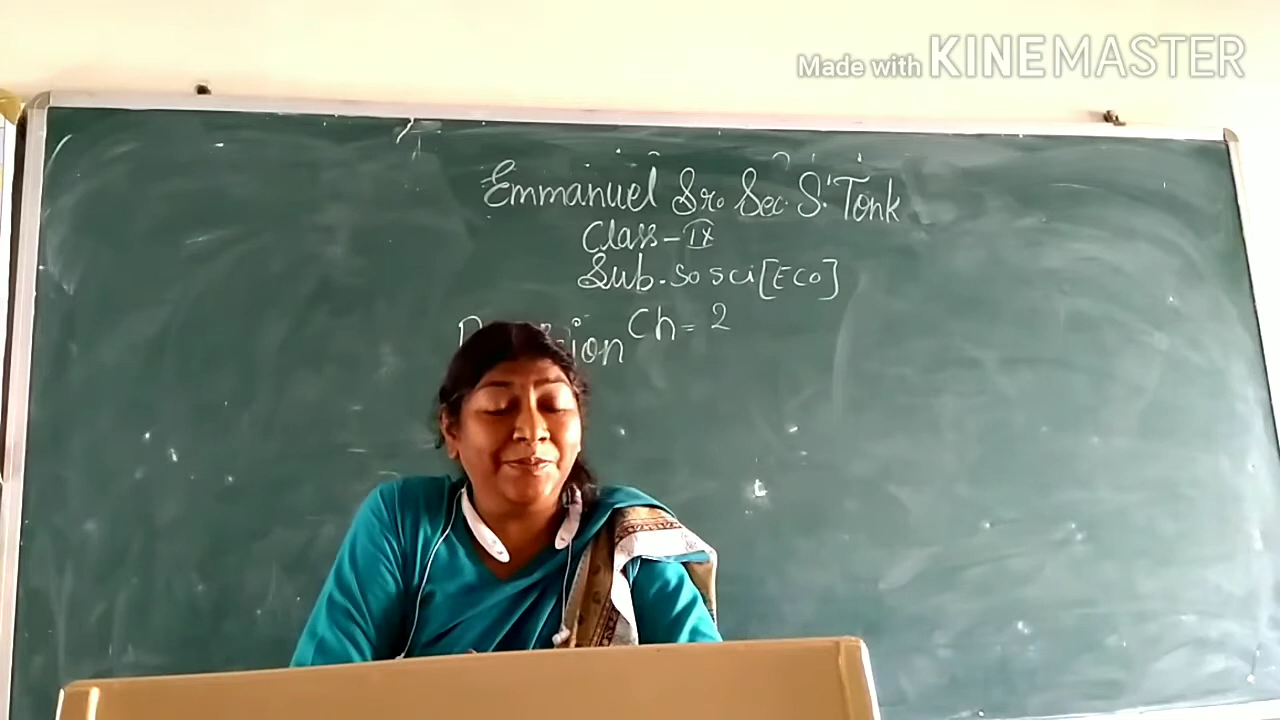 Made with KINEMASTER
Emmanuel Sr. Sec. S. Tonk
Class - IX
Sub. So sci [ECO]
Ch = 2